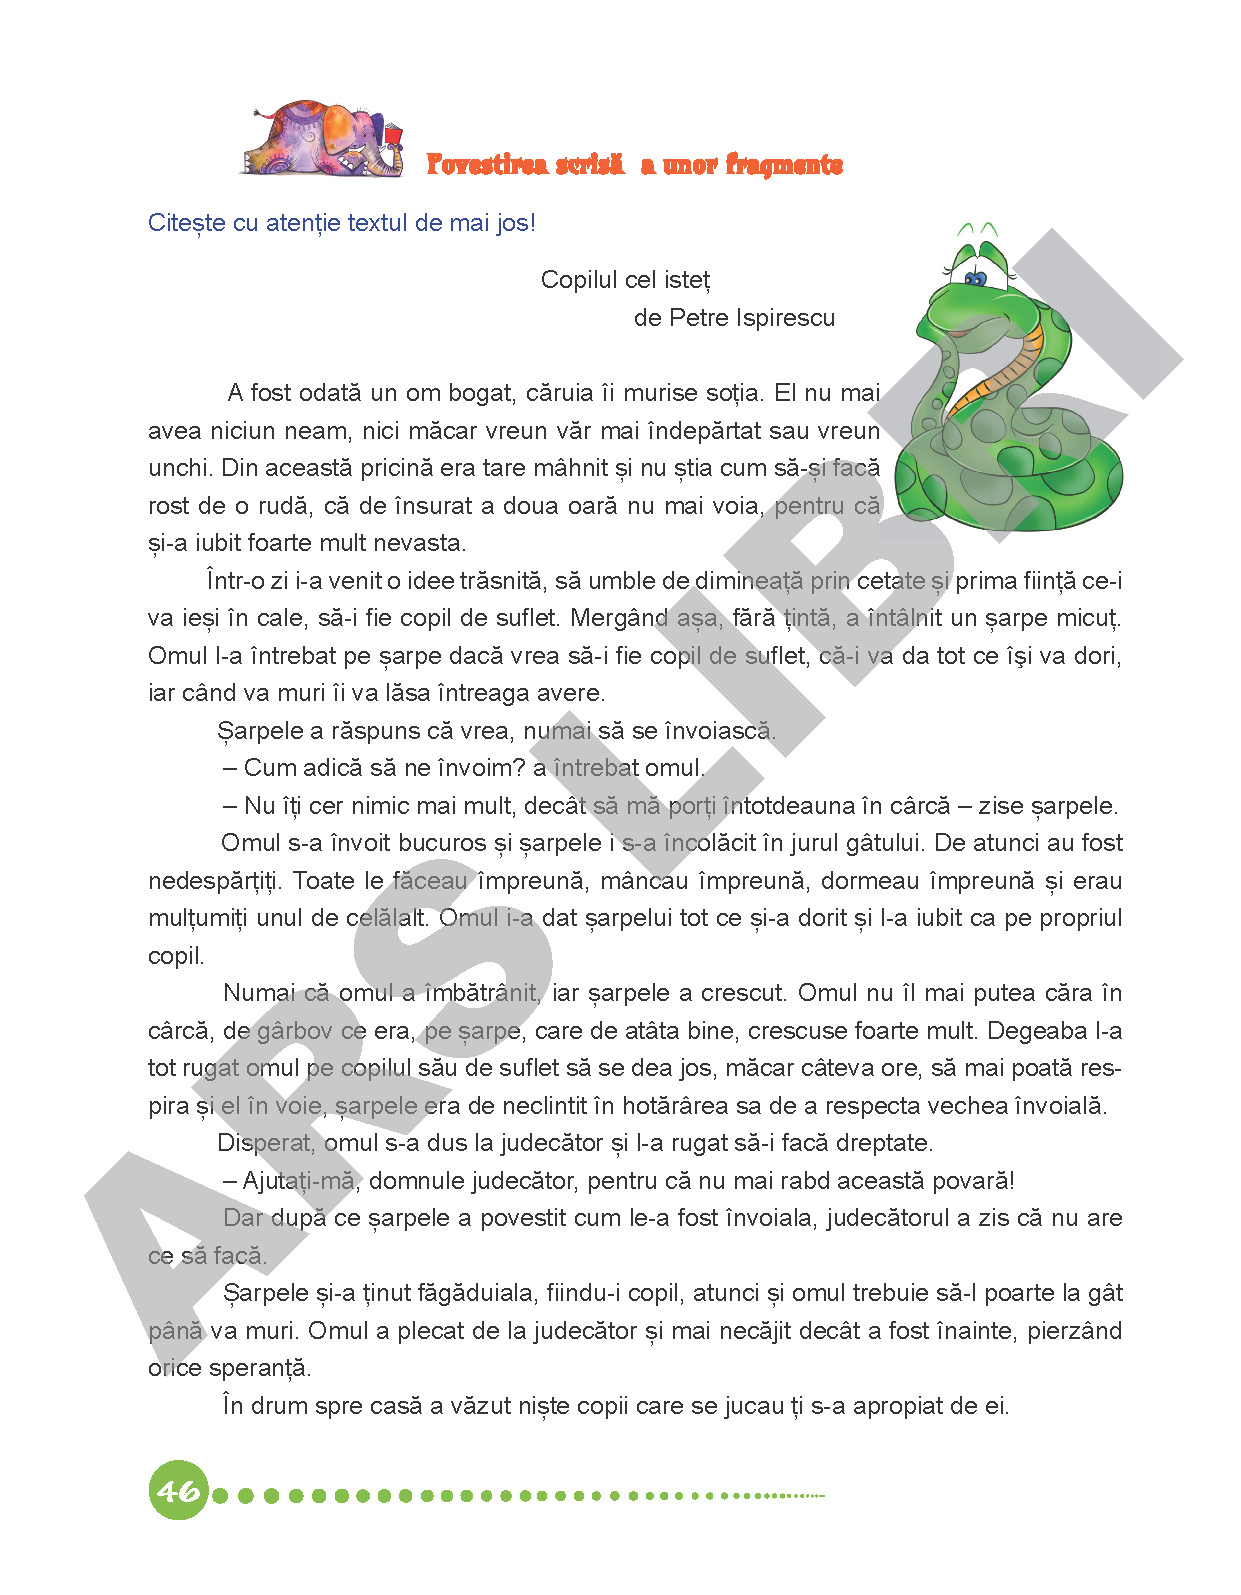 Povestirea scrisă a unor fragmente
Citește cu atenție textul de mai jos!
Copilul cel isteț
de Petre Ispirescu
A fost odată un om bogat, căruia îi murise soția. El nu mai
avea niciun neam, nici măcar vreun văr mai îndepărtat sau vreun
unchi. Din această pricină era tare mâhnit și nu știa cum să-și facă
rost de o rudă, că de însurat a doua oară nu mai voia, pentru că
și-a iubit foarte mult nevasta.
Într-o zi i-a venit o idee trăsnită, să umble de dimineață prin cetate și prima ființă ce-i
va ieși în cale, să-i fie copil de suflet. Mergând așa, fără țintă, a întâlnit un șarpe micuț.
Omul l-a întrebat pe șarpe dacă vrea să-i fie copil de suflet, că-i va da tot ce îşi va dori,
iar când va muri îi va lăsa întreaga avere.
Șarpele a răspuns că vrea, numai să se învoiască.
– Cum adică să ne învoim? a întrebat omul.
– Nu îți cer nimic mai mult, decât să mă porți întotdeauna în cârcă – zise șarpele.
Omul s-a învoit bucuros și șarpele i s-a încolăcit în jurul gâtului. De atunci au fost
nedespărțiți. Toate le făceau împreună, mâncau împreună, dormeau împreună și erau
mulțumiți unul de celălalt. Omul i-a dat șarpelui tot ce și-a dorit și l-a iubit ca pe propriul
copil.
Numai că omul a îmbătrânit, iar șarpele a crescut. Omul nu îl mai putea căra în
cârcă, de gârbov ce era, pe șarpe, care de atâta bine, crescuse foarte mult. Degeaba l-a
tot rugat omul pe copilul său de suflet să se dea jos, măcar câteva ore, să mai poată res-
pira și el în voie, șarpele era de neclintit în hotărârea sa de a respecta vechea învoială.
Disperat, omul s-a dus la judecător și l-a rugat să-i facă dreptate.
– Ajutați-mă, domnule judecător, pentru că nu mai rabd această povară!
Dar după ce șarpele a povestit cum le-a fost învoiala, judecătorul a zis că nu are
ce să facă.
Șarpele și-a ținut făgăduiala, fiindu-i copil, atunci și omul trebuie să-l poarte la gât
până va muri. Omul a plecat de la judecător și mai necăjit decât a fost înainte, pierzând
orice speranță.
În drum spre casă a văzut niște copii care se jucau ți s-a apropiat de ei.
46
ARS LIBRI